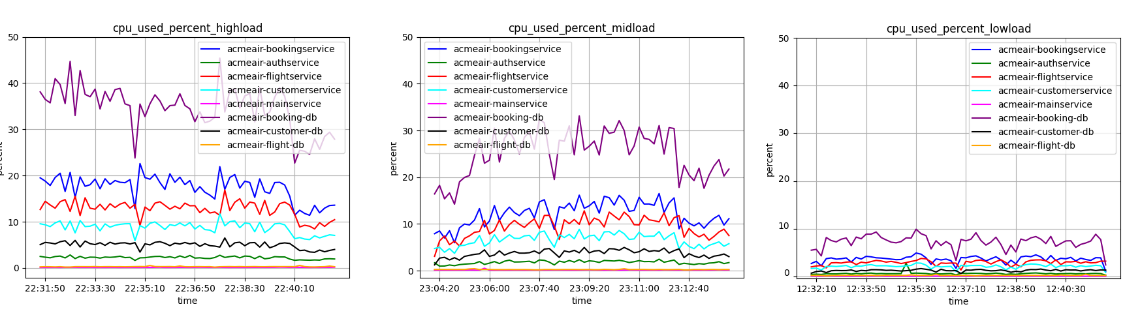 cpu_used_percent_highload
50
40
30
20
10
0
percent
acmeair-bookingservice
acmeair-authservice
acmeair-flightservice
acmeair-customerservice
acmeair-mainservice
acmeair-booking-db
acmeair-customer-db
acmeair-flight-db
22:31:50 22:33:30 22:35:10 22:36:50 22:38:30 22:40:10
time
cpu_used_percent_midload
50
40
30
20
10
0
percent
acmeair-bookingservice
acmeair-authservice
acmeair-flightservice
acmeair-customerservice
acmeair-mainservice
acmeair-booking-db
acmeair-customer-db
acmeair-flight-db
23:04:20 23:06:00 23:07:40 23:09:20 23:11:00 23:12:40
time
cpu_used_percent_lowload
50
40
30
20
10
0
percent
acmeair-bookingservice
acmeair-authservice
acmeair-flightservice
acmeair-customerservice
acmeair-mainservice
acmeair-booking-db
acmeair-customer-db
acmeair-flight-db
12:32:10 12:33:50 12:35:30 12:37:10 12:38:50 12:40:30
time